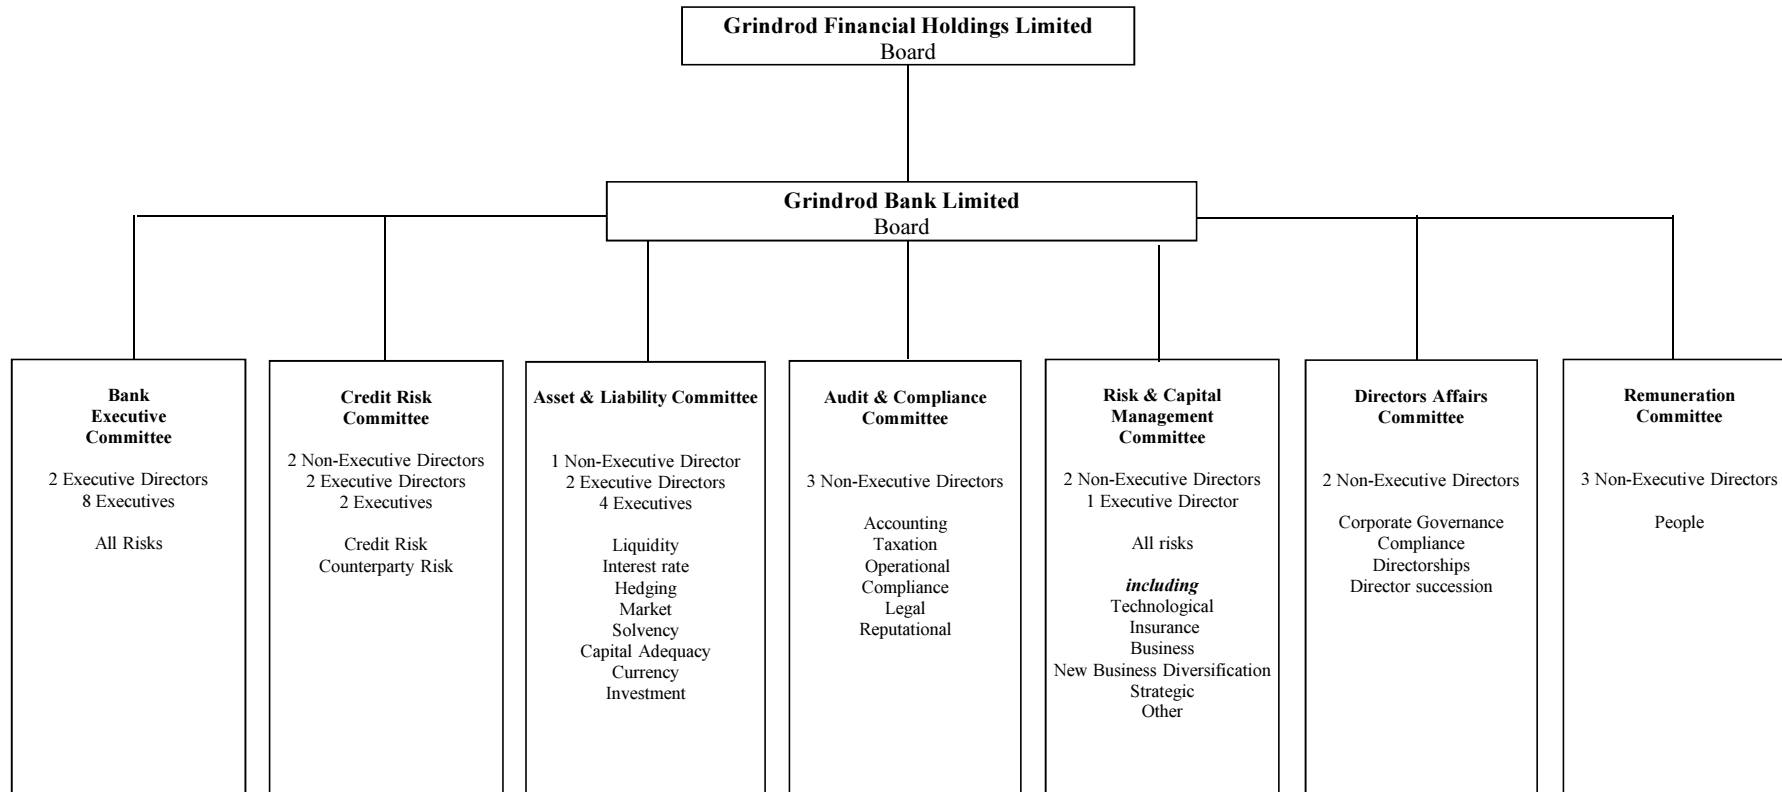 Grindrod Financial Holdings Limited
Board
Grindrod Bank Limited
Board
Bank
Executive
Committee
2 Executive Directors
8 Executives
All Risks
Credit Risk
Committee
2 Non-Executive Directors
2 Executive Directors
2 Executives
Credit Risk
Counterparty Risk
Asset & Liability Committee
1 Non-Executive Director
2 Executive Directors
4 Executives
Liquidity
Interest rate
Hedging
Market
Solvency
Capital Adequacy
Currency
Investment
Audit & Compliance
Committee
3 Non-Executive Directors
Accounting
Taxation
Operational
Compliance
Legal
Reputational
Risk & Capital
Management
Committee
2 Non-Executive Directors
1 Executive Director
All risks
including
Technological
Insurance
Business
New Business Diversification
Strategic
Other
Directors Affairs
Committee
2 Non-Executive Directors
Corporate Governance
Compliance
Directorships
Director succession
Remuneration
Committee
3 Non-Executive Directors
People